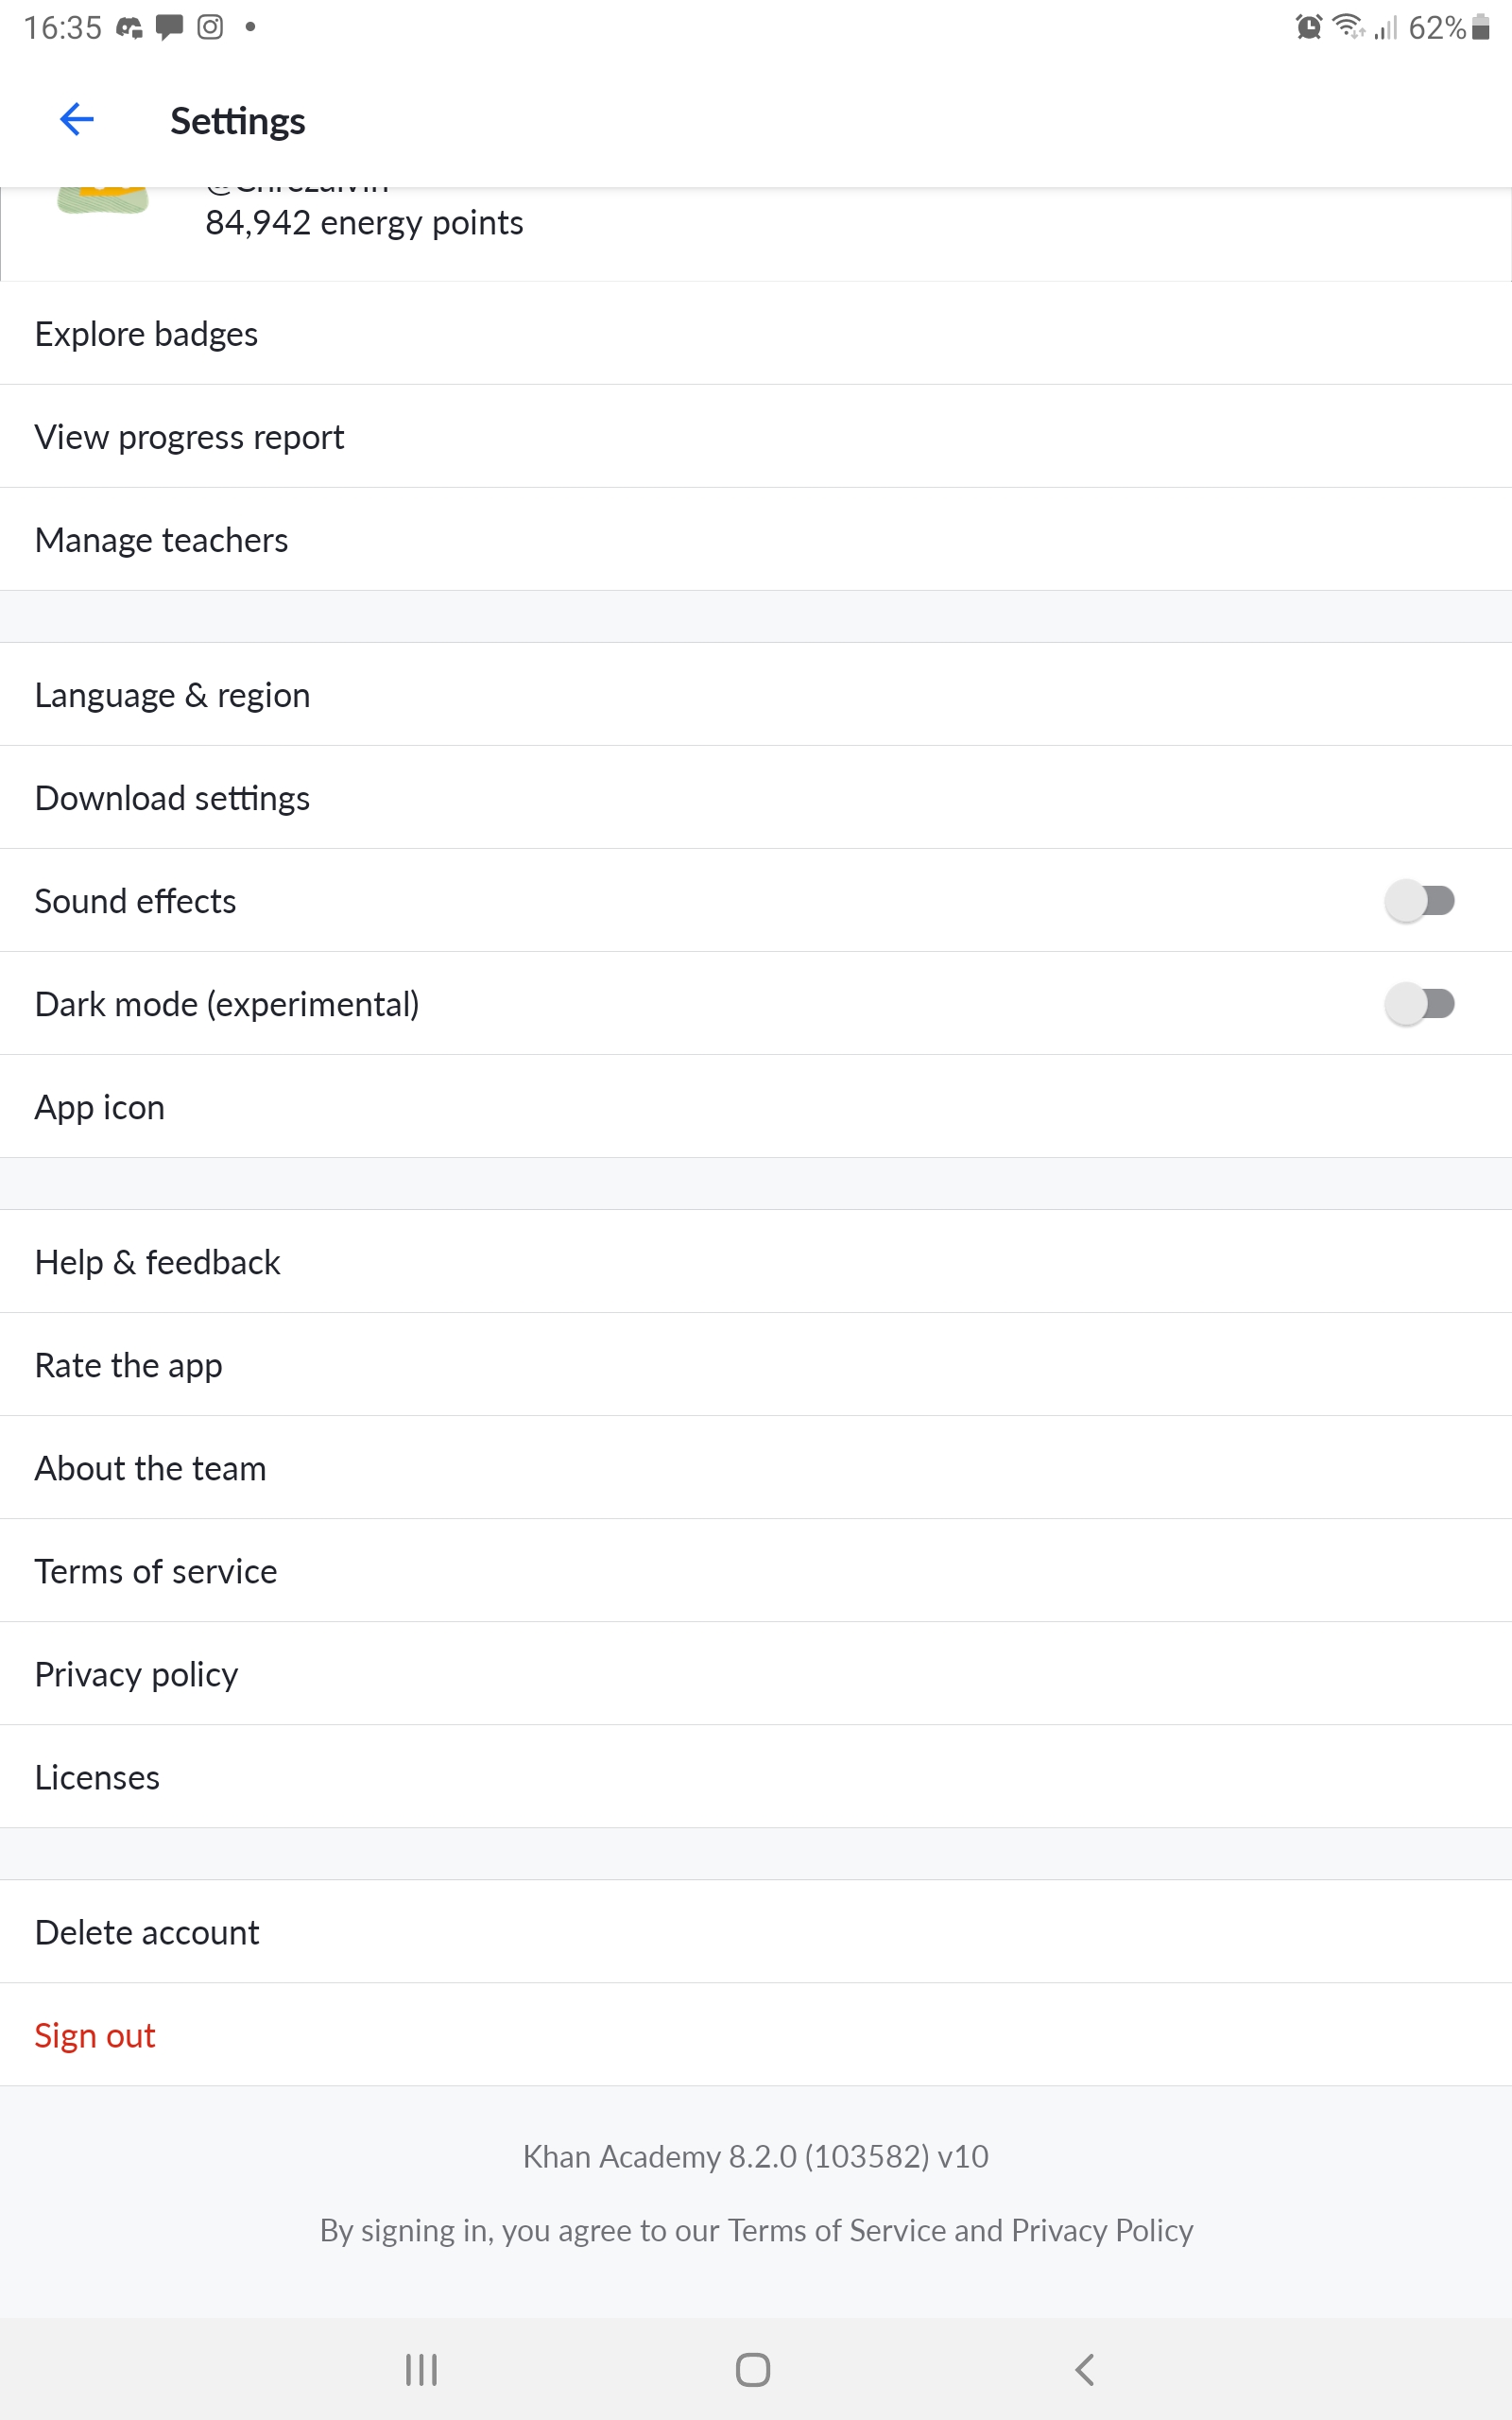 16:35
62%
Settings
84,942 energy points
Explore badges
View progress report
Manage teachers
Language & region
Download settings
Sound effects
Dark mode (experimental)
App icon
Help & feedback
Rate the app
About the team
Terms of service
Privacy policy
Licenses
Delete account
Sign out
Khan Academy 8.2.0 (103582) v10
By signing in, you agree to our Terms of Service and Privacy Policy